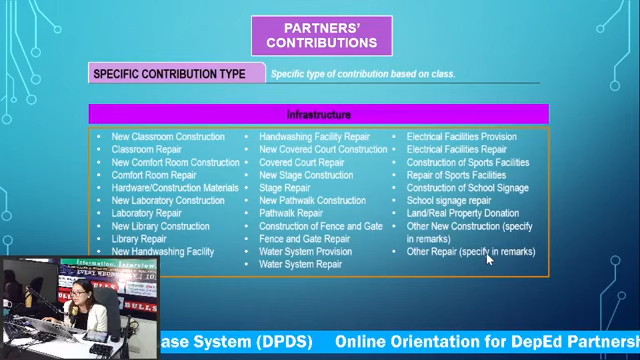 PARTNERS'
CONTRIBUTIONS
SPECIFIC CONTRIBUTION TYPE
Specific type of contribution based on class.
Infrastructure
• New Classroom Construction
• Classroom Repair
• New Comfort Room Construction
• Comfort Room Repair
• Hardware/Construction Materials
• New Laboratory Construction
• Laboratory Repair
• New Library Construction
• Library Repair
• New Handwashing Facility
• Handwashing Facility Repair
• New Covered Court Construction
• Covered Court Repair
• New Stage Construction
• Stage Repair
• New Pathwalk Construction
• Pathwalk Repair
• Construction of Fence and Gate
• Fence and Gate Repair
• Water System Provision
• Water System Repair
• Electrical Facilities Provision
• Electrical Facilities Repair
• Construction of Sports Facilities
• Repair of Sports Facilities
• Construction of School Signage
• School signage repair
• Land/Real Property Donation
• Other New Construction (specify
in remarks)
• Other Repair (specify in remarks)
Information, Interview
BULLS
ase System (DPDS) Online Orientation for DepEd Partnersh